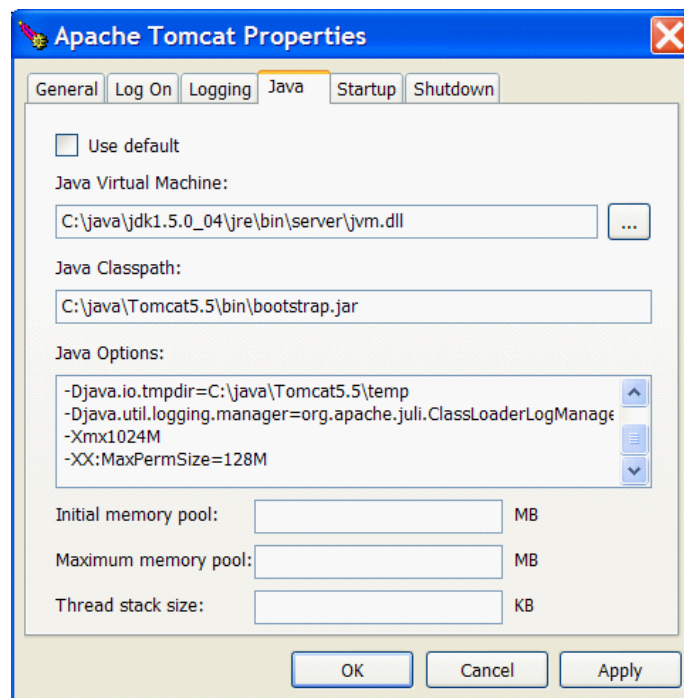 Apache Tomcat Properties
General Log On Logging Java Startup Shutdown
Use default
Java Virtual Machine:
C:\java\jdk1.5.0_04\jre\bin\server\jvm.dll ...
Java Classpath:
C:\java\Tomcat5.5\bin\bootstrap.jar
Java Options:
-Djava.io.tmpdir=C:\java\Tomcat5.5\temp
-Djava.util.logging.manager=org.apache.juli.ClassLoaderLogManage
-Xmx1024M
-XX:MaxPermSize=128M
Initial memory pool: MB
Maximum memory pool: MB
Thread stack size: KB
OK Cancel Apply